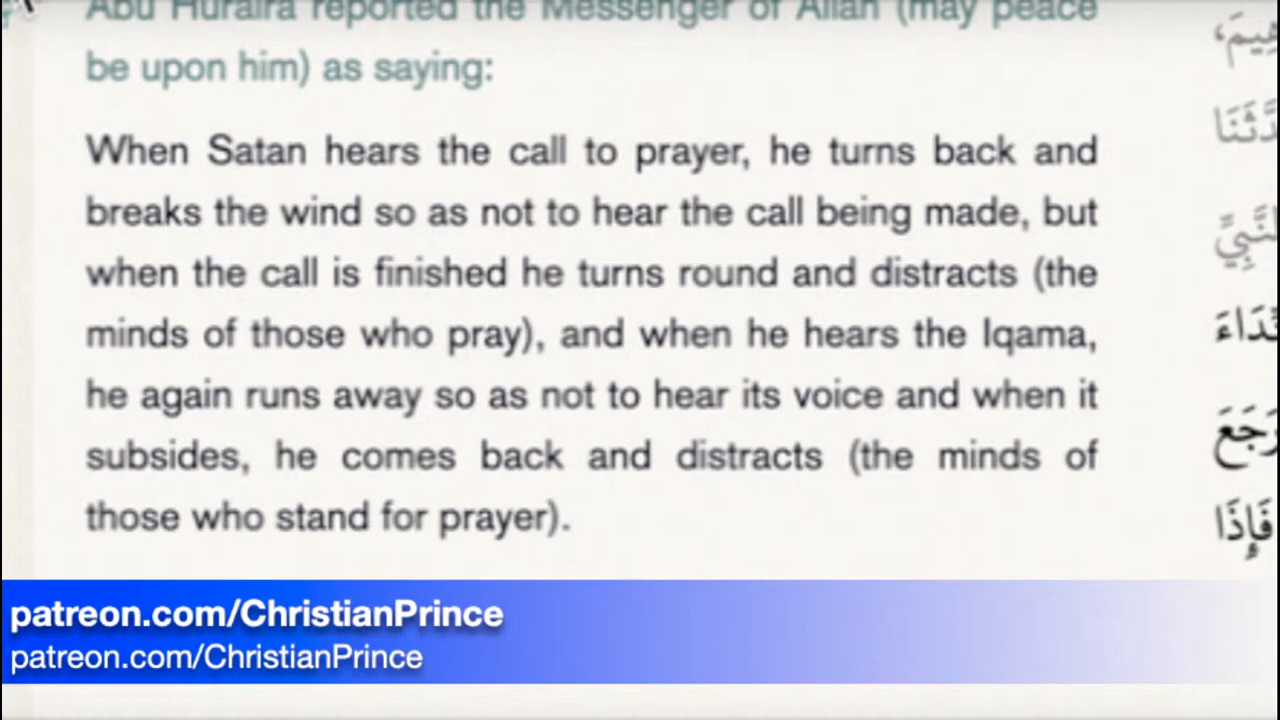 Abu Huraira reported the Messenger of Allah (may peace
be upon him) as saying:
When Satan hears the call to prayer, he turns back and
breaks the wind so as not to hear the call being made, but
when the call is finished he turns round and distracts (the
minds of those who pray), and when he hears the Iqama,
he again runs away so as not to hear its voice and when it
subsides, he comes back and distracts (the minds of
those who stand for prayer).
فَإِذَا
patreon.com/ChristianPrince
patreon.com/ChristianPrince